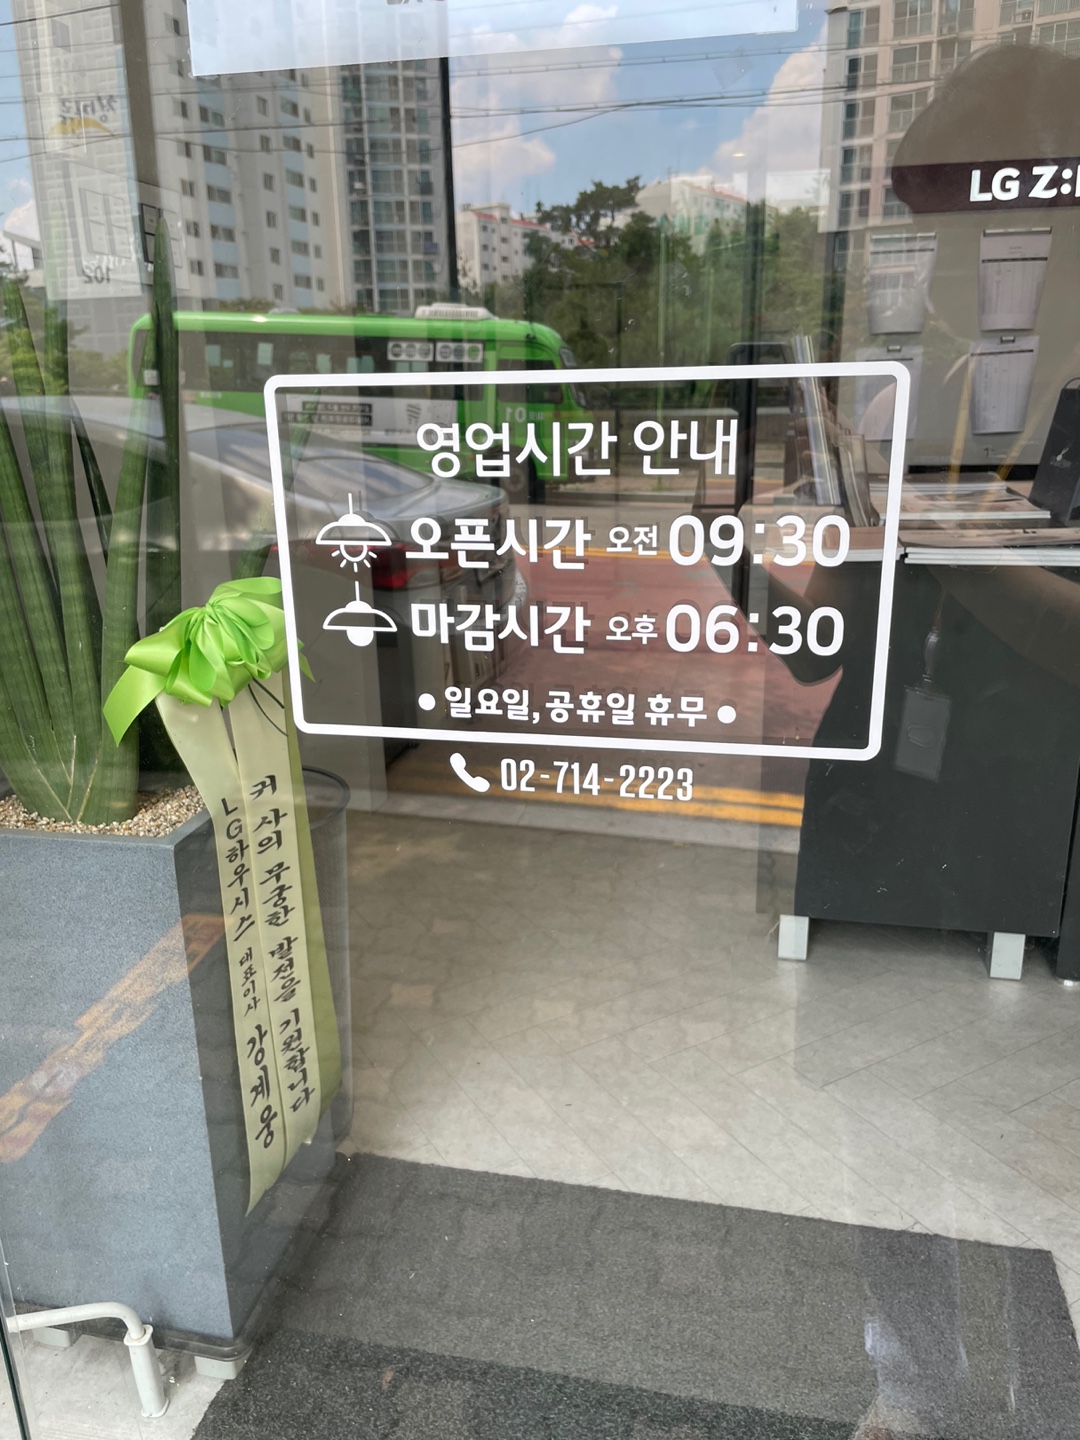 LG Z:
영업시간 안내
오픈시간 오전 09:30
마감시간 오후 06:30
• 일요일, 공휴일 휴무 •
02-714-2223
귀 사의 무궁한 발전을 기원합니다
LG하우시스 대표이사 강계웅